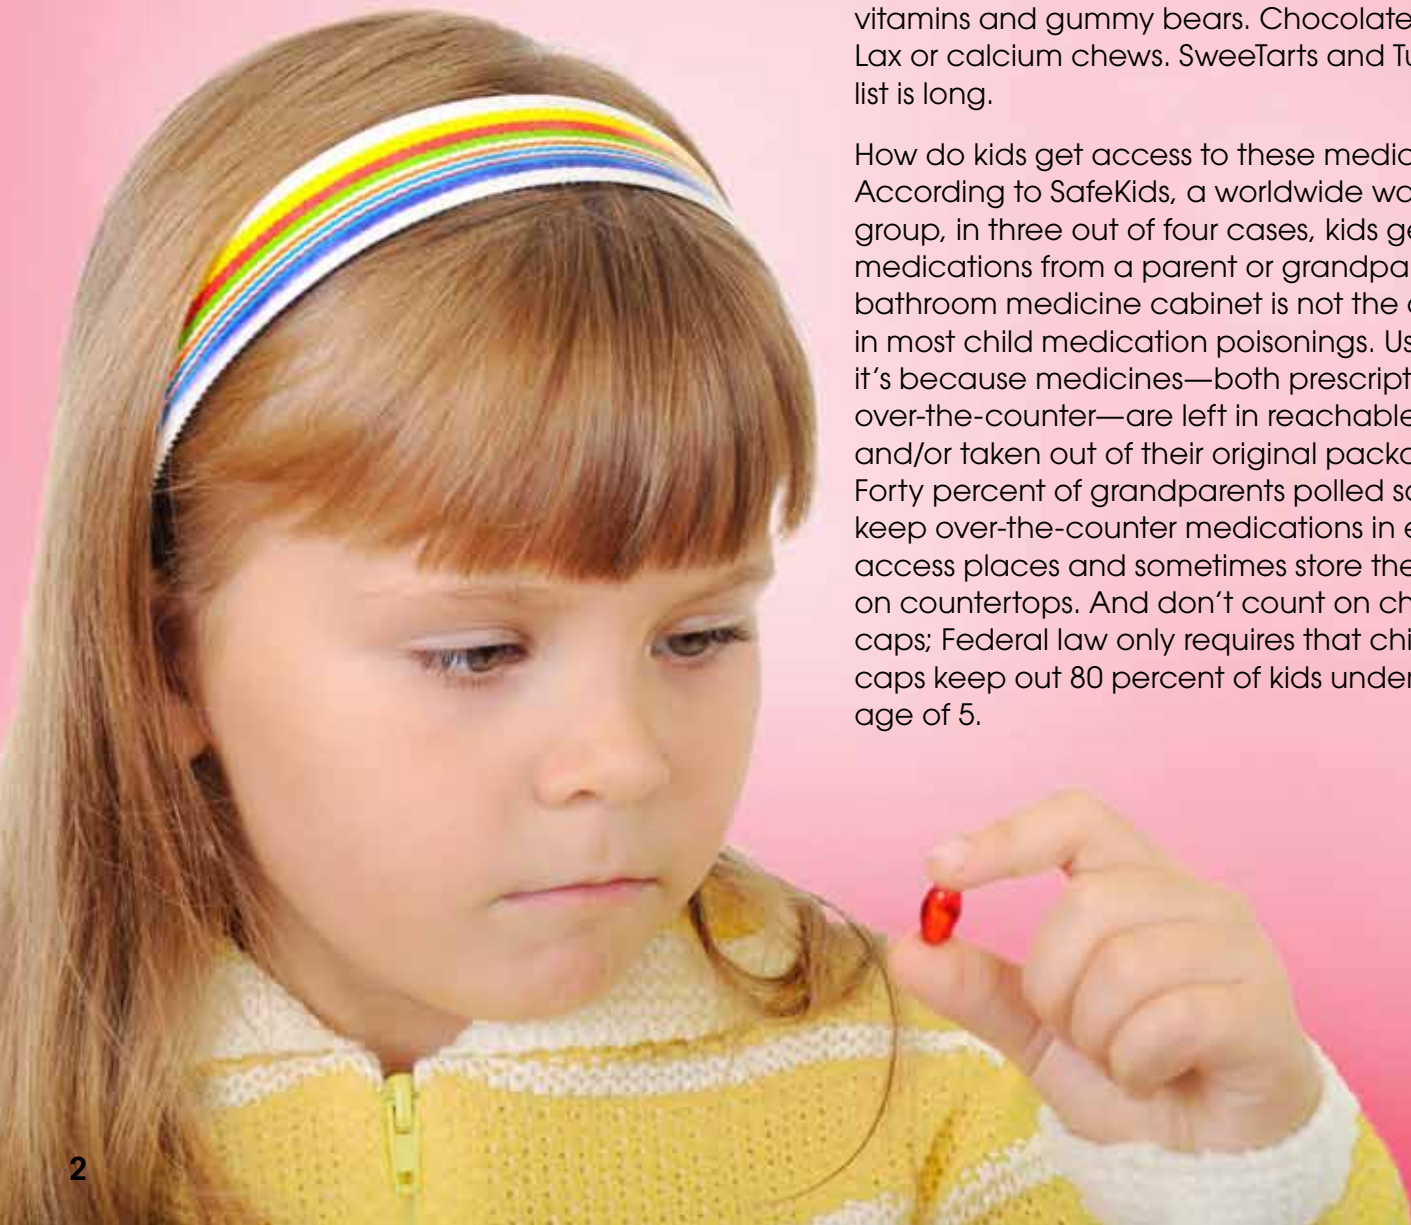 vitamins and gummy bears. Chocolate
Lax or calcium chews. SweeTarts and
list is long.
How do kids get access to these
According to SafeKids, a worldwide
group, in three out of four cases, kids
medications from a parent or
bathroom medicine cabinet is not the
in most child medication poisonings.
it's because medicines—both
over-the-counter—are left in reachable
and/or taken out of their original
Forty percent of grandparents polled
keep over-the-counter medications in
access places and sometimes store
on countertops. And don't count on
caps; Federal law only requires that
caps keep out 80 percent of kids under
age of 5.
2